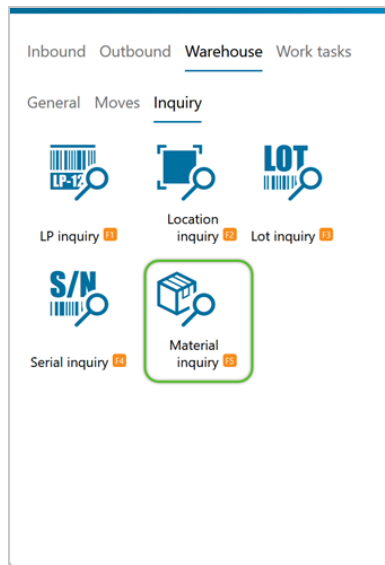 Inbound Outbound Warehouse Work tasks
General Moves Inquiry
LP-12
LOT
LP inquiry F1
Location
inquiry F2
Lot inquiry F3
S/N
Serial inquiry F4
Material
inquiry F5